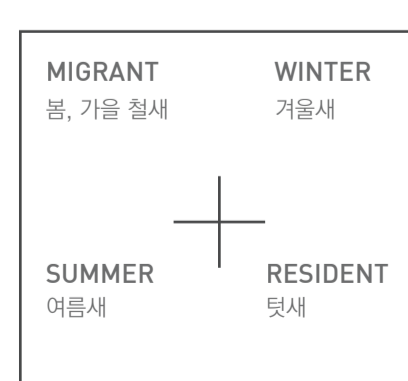 MIGRANT
봄, 가을 철새
WINTER
겨울새
SUMMER
여름새
RESIDENT
텃새